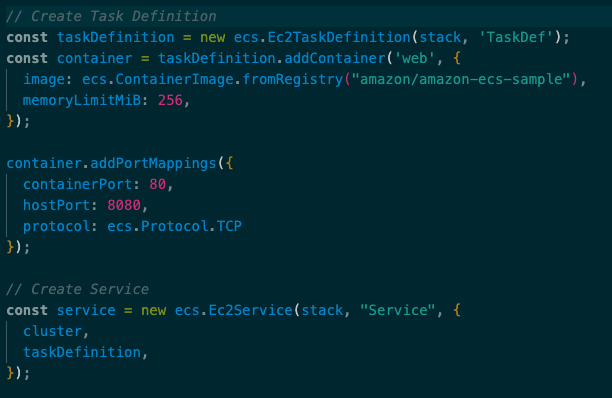 // Create Task Definition
const taskDefinition = new ecs.Ec2TaskDefinition(stack, 'TaskDef');
const container = taskDefinition.addContainer('web', {
  image: ecs.ContainerImage.fromRegistry("amazon/amazon-ecs-sample"),
  memoryLimitMiB: 256,
});

container.addPortMappings({
  containerPort: 80,
  hostPort: 8080,
  protocol: ecs.Protocol.TCP
});

// Create Service
const service = new ecs.Ec2Service(stack, "Service", {
  cluster,
  taskDefinition,
});